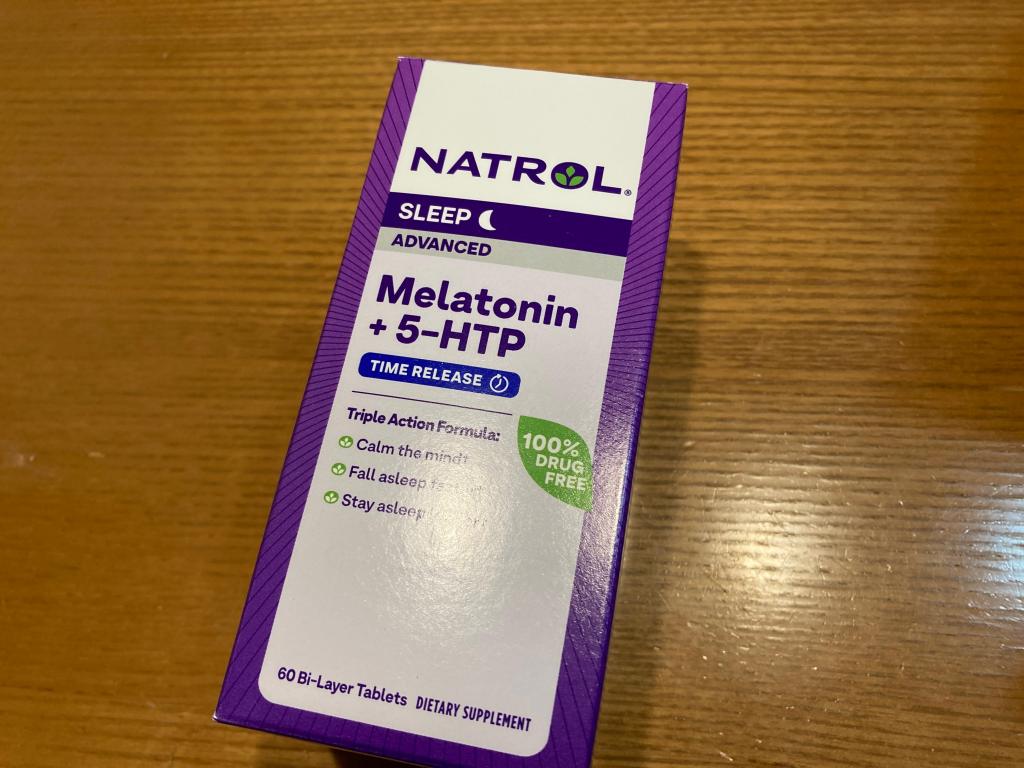 NATROL®
SLEEP
ADVANCED
Melatonin
+ 5-HTP
TIME RELEASE
Triple Action Formula:
Calm the mind†
Fall asleep
Stay asleep
100%
DRUG
FREE
60 Bi-Layer Tablets DIETARY SUPPLEMENT